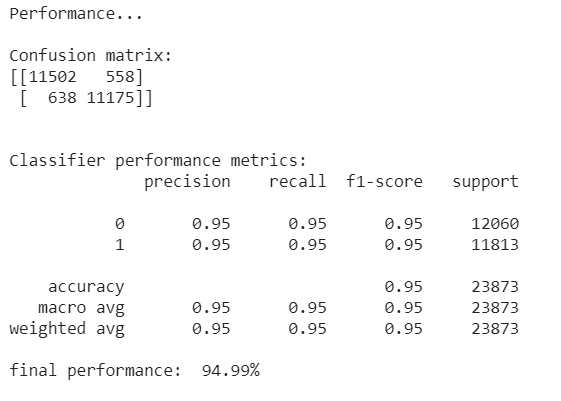 Performance...
Confusion matrix:
[[11502   558]
 [  638 11175]]
Classifier performance metrics:
              precision    recall  f1-score   support
           0       0.95      0.95      0.95     12060
           1       0.95      0.95      0.95     11813
    accuracy                           0.95     23873
   macro avg       0.95      0.95      0.95     23873
weighted avg       0.95      0.95      0.95     23873
final performance:  94.99%